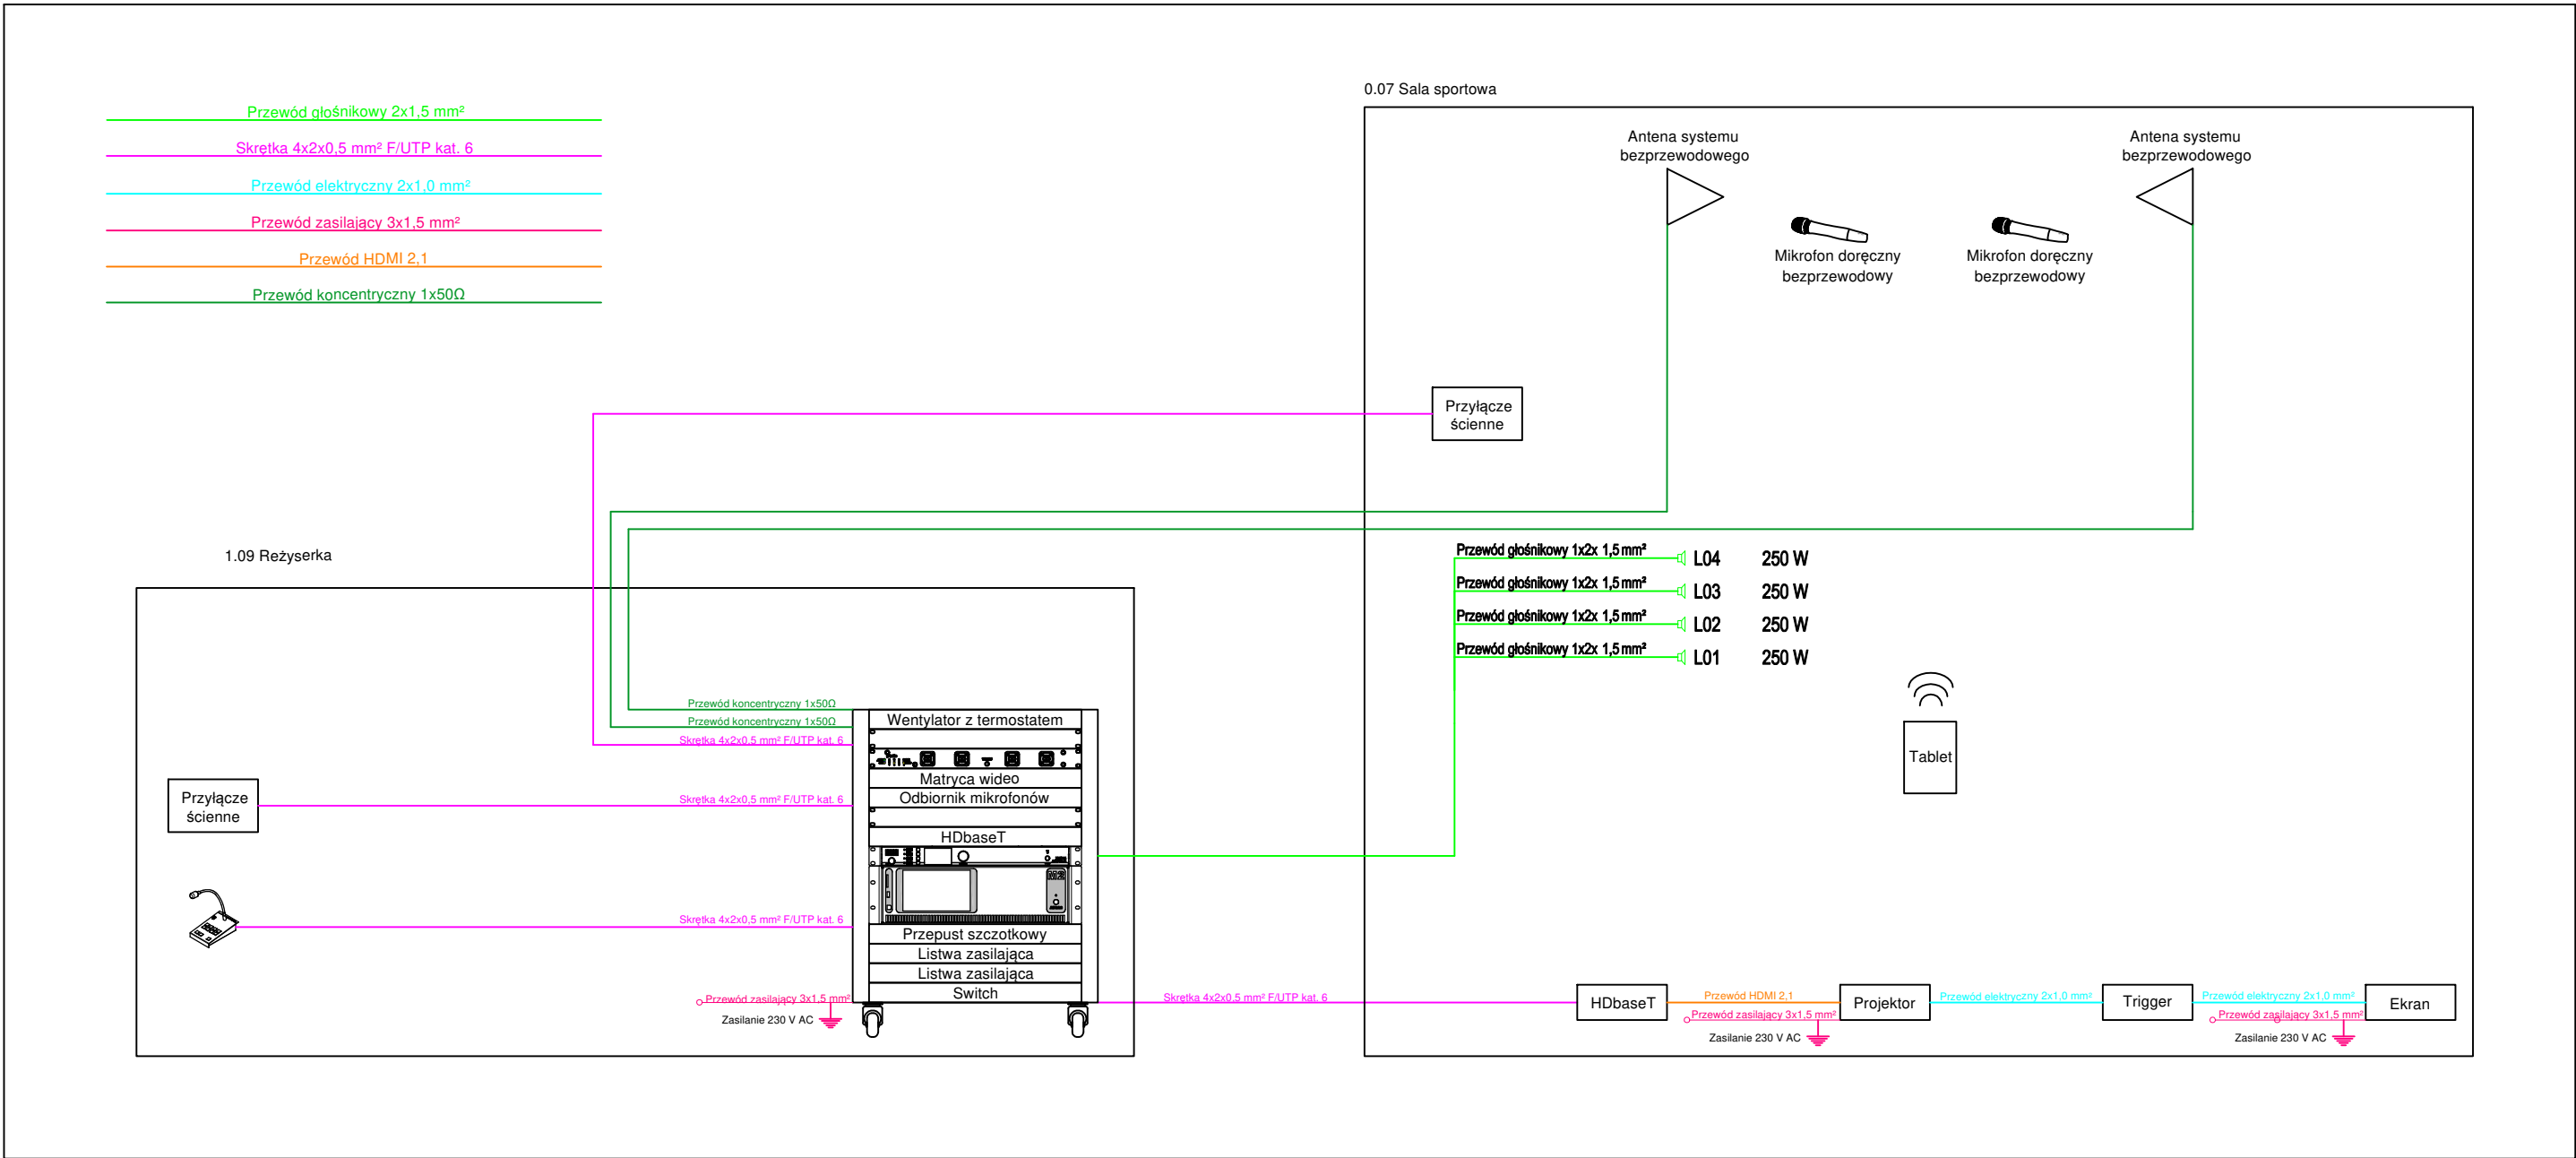 0.07 Sala sportowa
Przewód głośnikowy 2x1,5 mm²
Skrętka 4x2x0,5 mm² F/UTP kat. 6
Przewód elektryczny 2x1,0 mm²
Przewód zasilający 3x1,5 mm²
Przewód HDMI 2,1
Przewód koncentryczny 1x50Ω
Antena systemu
bezprzewodowego
Antena systemu
bezprzewodowego
Mikrofon doręczny
bezprzewodowy
Mikrofon doręczny
bezprzewodowy
Przyłącze
ścienne
1.09 Reżyserka
Przewód głośnikowy 1x2x 1,5 mm² L04 250 W
Przewód głośnikowy 1x2x 1,5 mm² L03 250 W
Przewód głośnikowy 1x2x 1,5 mm² L02 250 W
Przewód głośnikowy 1x2x 1,5 mm² L01 250 W
Tablet
Przewód koncentryczny 1x50Ω
Przewód koncentryczny 1x50Ω
Skrętka 4x2x0,5 mm² F/UTP kat. 6
Przyłącze
ścienne
Skrętka 4x2x0,5 mm² F/UTP kat. 6
Skrętka 4x2x0,5 mm² F/UTP kat. 6
Wentylator z termostatem
Matryca wideo
Odbiornik mikrofonów
HDbaseT
Przepust szczotkowy
Listwa zasilająca
Listwa zasilająca
Switch
Przewód zasilający 3x1,5 mm²
Zasilanie 230 V AC
Skrętka 4x2x0,5 mm² F/UTP kat. 6
HDbaseT
Przewód HDMI 2,1
Przewód zasilający 3x1,5 mm²
Zasilanie 230 V AC
Projektor
Przewód elektryczny 2x1,0 mm²
Trigger
Przewód elektryczny 2x1,0 mm²
Przewód zasilający 3x1,5 mm²
Zasilanie 230 V AC
Ekran